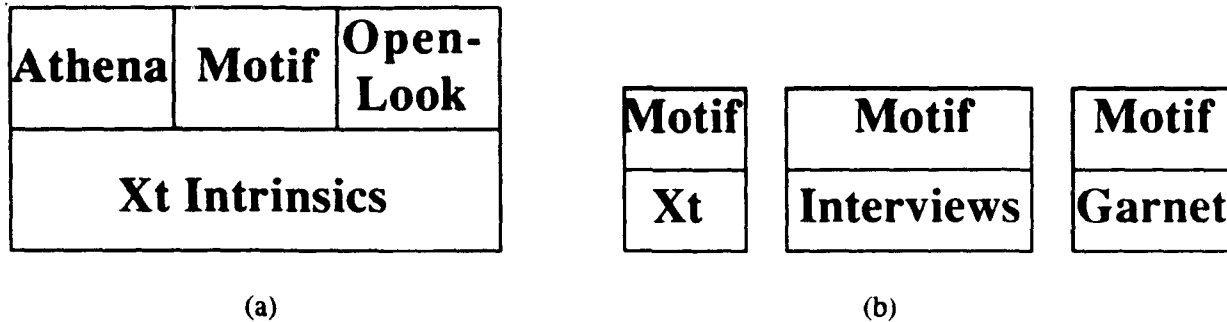 Athena
Motif
Open-
Look
Xt Intrinsics
(a)
Motif
Xt
Motif
Interviews
Motif
Garnet
(b)